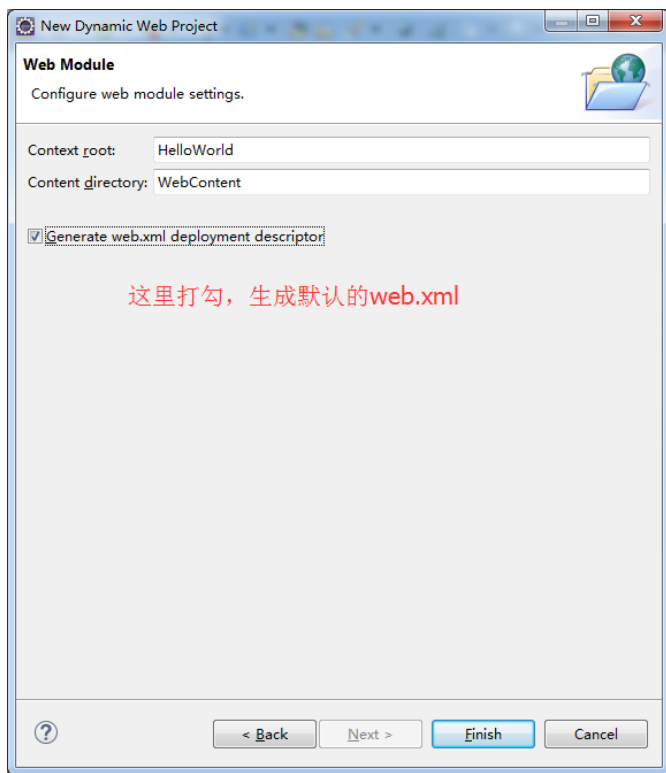 New Dynamic Web Project
Web Module
Configure web module settings.
Context root: HelloWorld
Content directory: WebContent
Generate web.xml deployment descriptor
这里打勾，生成默认的web.xml
? < Back Next > Finish Cancel